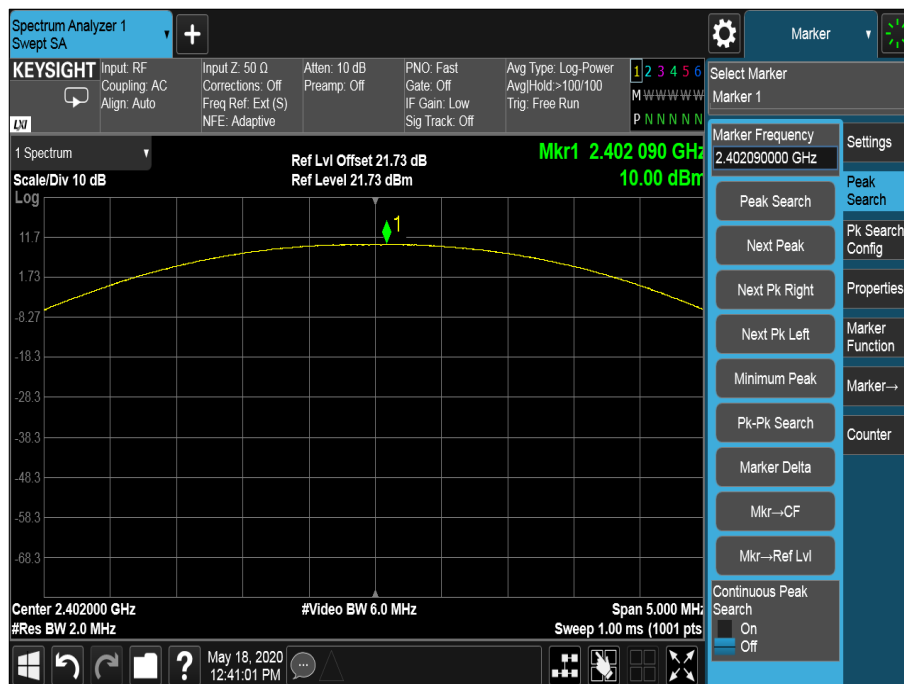 Spectrum Analyzer 1
Swept SA
Marker
KEYSIGHT
LXI
Input: RF
Coupling: AC
Align: Auto
Input Z: 50 Ω
Corrections: Off
Freq Ref: Ext (S)
NFE: Adaptive
Atten: 10 dB
Preamp: Off
PNO: Fast
Gate: Off
IF Gain: Low
Sig Track: Off
Avg Type: Log-Power
Avg|Hold:>100/100
Trig: Free Run
1 2 3 4 5 6
M W W W W W
P N N N N N
Select Marker
Marker 1
1 Spectrum
Scale/Div 10 dB
Log
Ref Lvl Offset 21.73 dB
Ref Level 21.73 dBm
Mkr1 2.402 090 GHz
10.00 dBm
1
11.7
1.73
-8.27
-18.3
-28.3
-38.3
-48.3
-58.3
-68.3
Center 2.402000 GHz
#Res BW 2.0 MHz
#Video BW 6.0 MHz
Span 5.000 MHz
Sweep 1.00 ms (1001 pts
Marker Frequency
2.402090000 GHz
Peak Search
Next Peak
Next Pk Right
Next Pk Left
Minimum Peak
Pk-Pk Search
Marker Delta
Mkr→CF
Mkr→Ref Lvl
Continuous Peak
Search
On
Off
Settings
Peak
Search
Pk Search
Config
Properties
Marker
Function
Marker→
Counter
?
May 18, 2020
12:41:01 PM